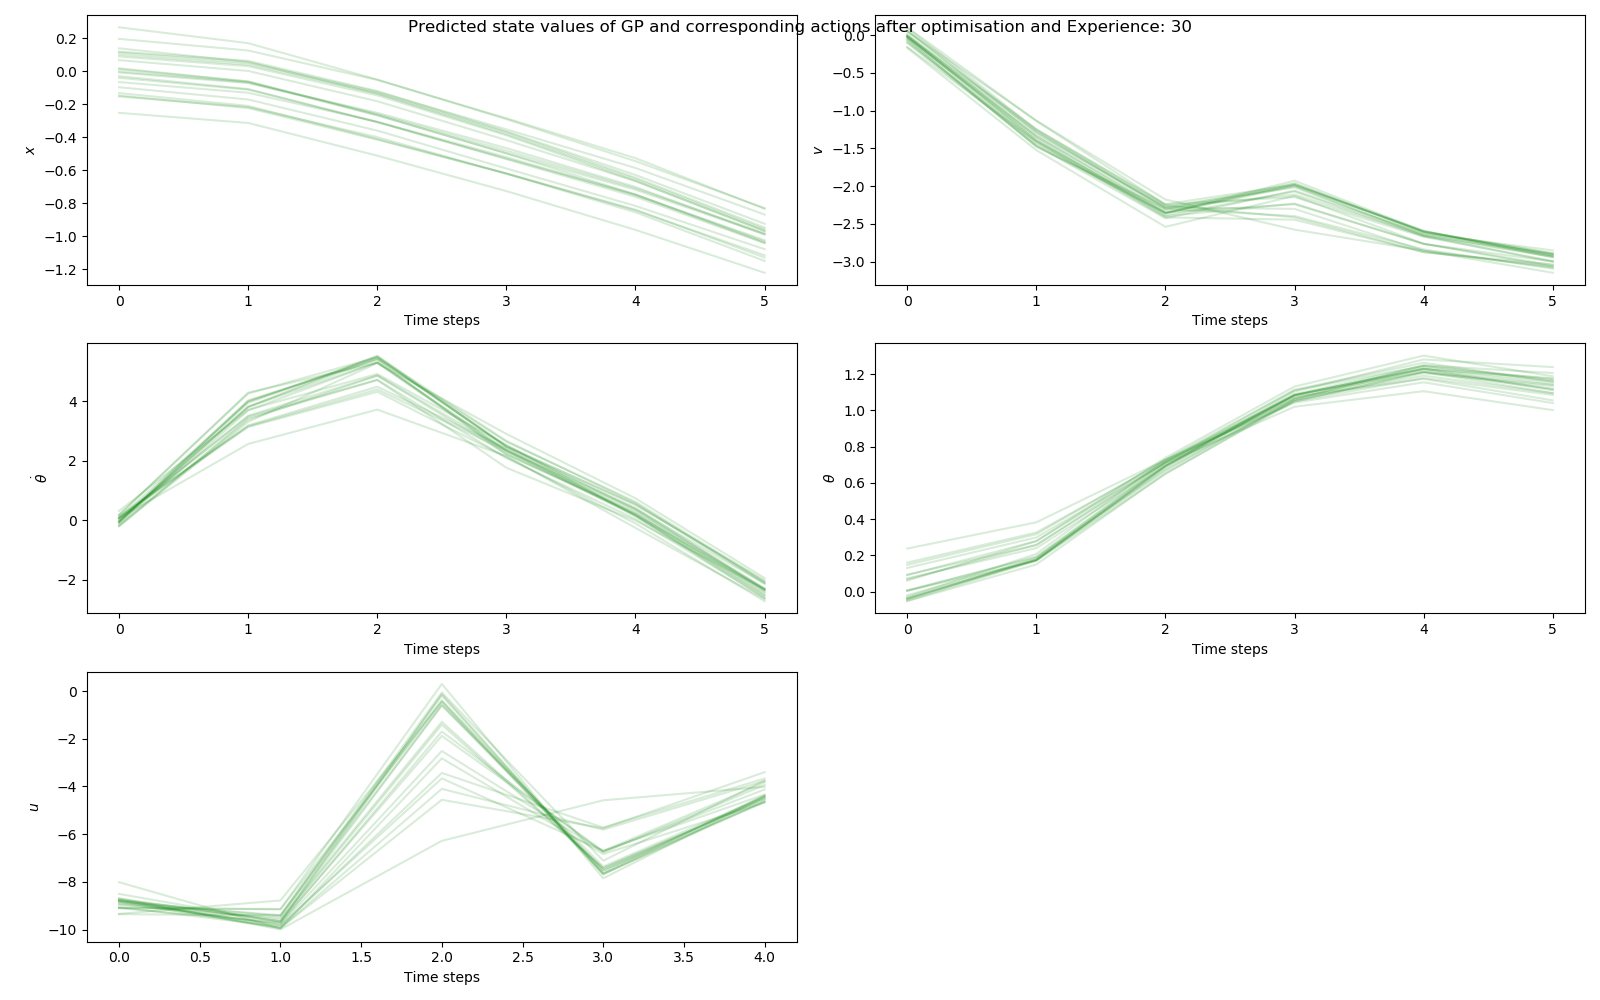 Predicted state values of GP and corresponding actions after optimisation and Experience: 30
0.2
0.0
−0.2
−0.4
−0.6
−0.8
−1.0
−1.2
x
0 1 2 3 4 5
Time steps
0.0
−0.5
−1.0
−1.5
−2.0
−2.5
−3.0
v
0 1 2 3 4 5
Time steps
4
2
0
−2
θ̇
0 1 2 3 4 5
Time steps
1.2
1.0
0.8
0.6
0.4
0.2
0.0
θ
0 1 2 3 4 5
Time steps
0
−2
−4
−6
−8
−10
u
0.0 0.5 1.0 1.5 2.0 2.5 3.0 3.5 4.0
Time steps